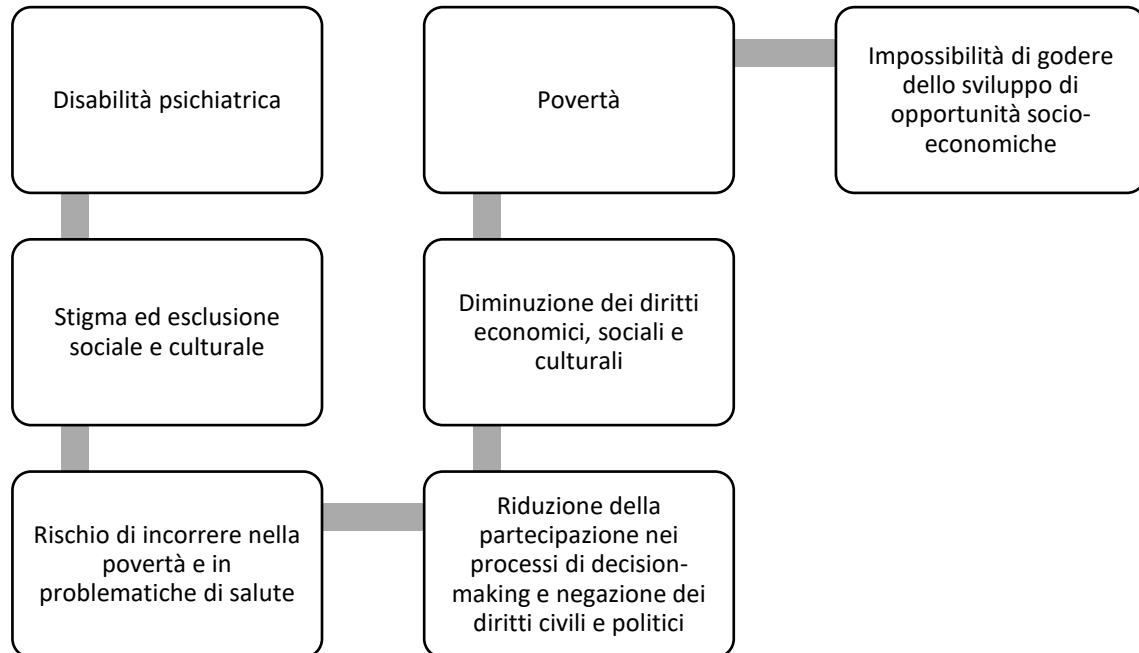 Disabilità psichiatrica
Stigma ed esclusione
sociale e culturale
Rischio di incorrere nella
povertà e in
problematiche di salute
Riduzione della
partecipazione nei
processi di decision-
making e negazione dei
diritti civili e politici
Diminuzione dei diritti
economici, sociali e
culturali
Povertà
Impossibilità di godere
dello sviluppo di
opportunità socio-
economiche